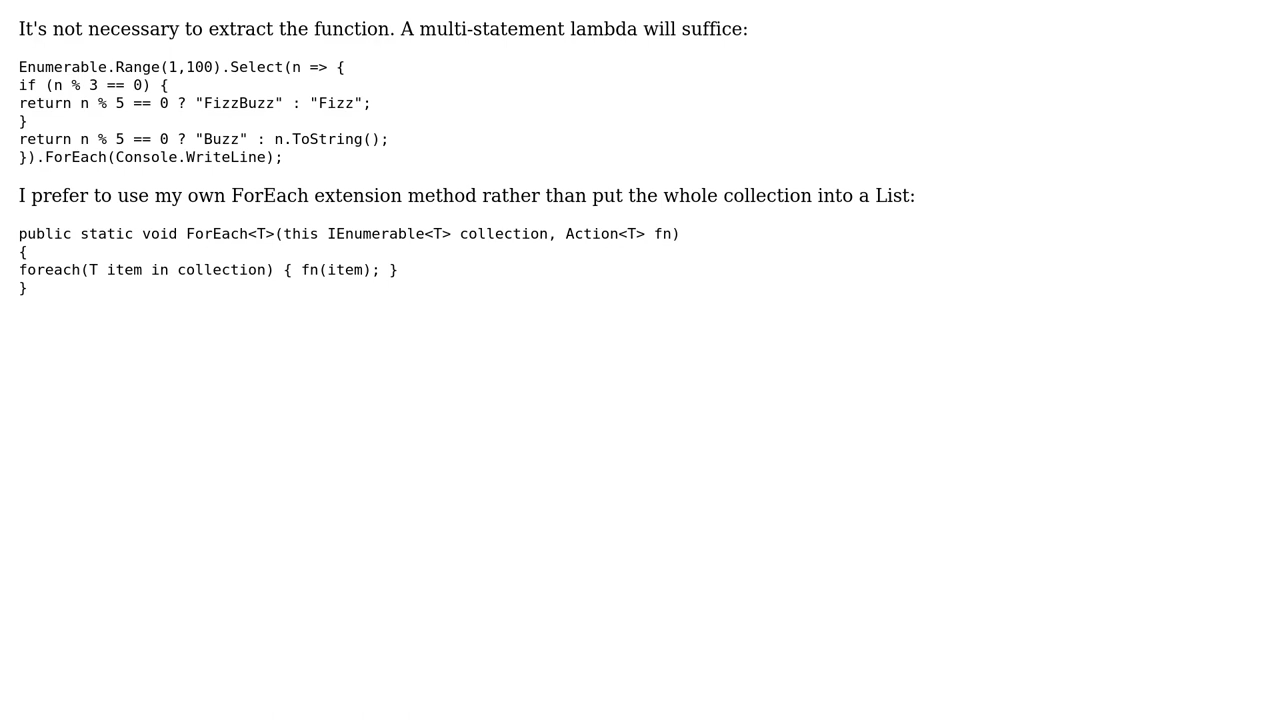 It's not necessary to extract the function. A multi-statement lambda will suffice:
Enumerable.Range(1,100).Select(n => {
if (n % 3 == 0) {
return n % 5 == 0 ? "FizzBuzz" : "Fizz";
}
return n % 5 == 0 ? "Buzz" : n.ToString();
}).ForEach(Console.WriteLine);
I prefer to use my own ForEach extension method rather than put the whole collection into a List:
public static void ForEach<T>(this IEnumerable<T> collection, Action<T> fn)
{
foreach(T item in collection) { fn(item); }
}